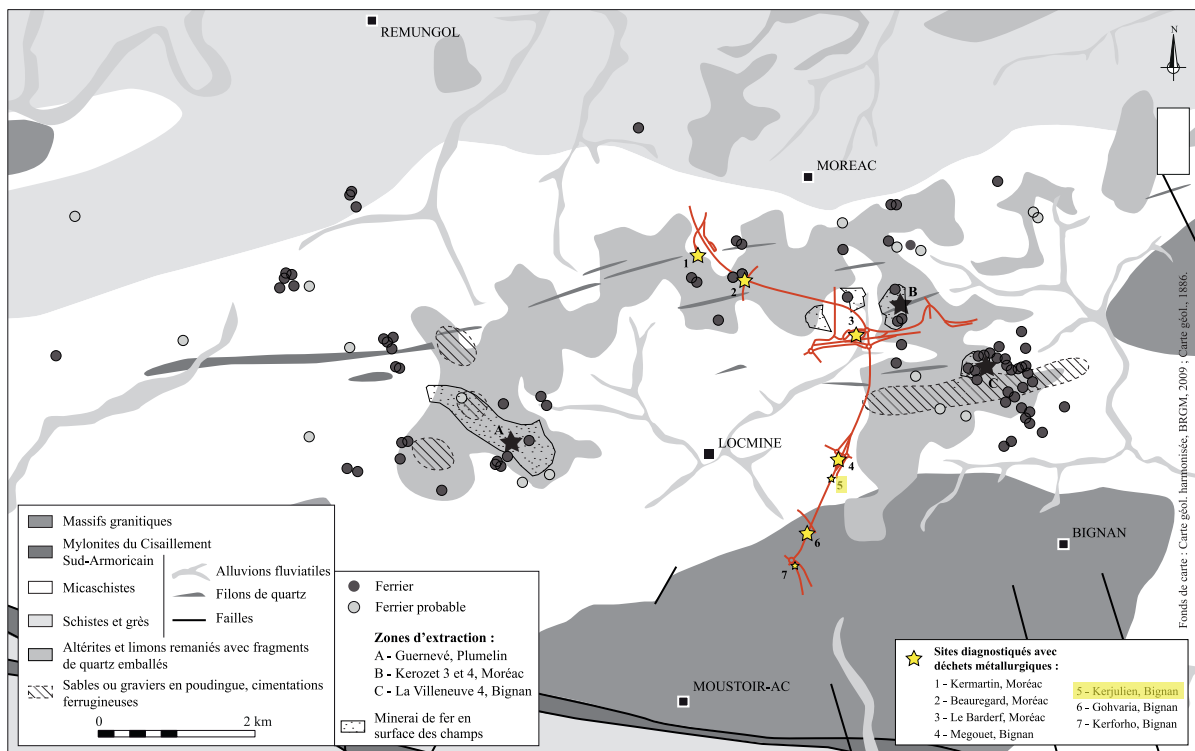 REMUNGOL
N
MOREAC
1
2
B
3
C
A
LOCMINE
4
5
BIGNAN
6
7
MOUSTOIR-AC
Fonds de carte : Carte géol. harmonisée, BRGM, 2009 ; Carte géol., 1886.
Massifs granitiques
Mylonites du Cisaillement
Sud-Armoricain
Micaschistes
Schistes et grès
Alluvions fluviatiles
Filons de quartz
Failles
Altérites et limons remaniés avec fragments
de quartz emballés
Sables ou graviers en poudingue, cimentations
ferrugineuses
0 2 km
Ferrier
Ferrier probable
Zones d'extraction :
A - Guernevé, Plumelin
B - Kerozet 3 et 4, Moréac
C - La Villeneuve 4, Bignan
Minerai de fer en
surface des champs
Sites diagnostiqués avec
déchets métallurgiques :
1 - Kermartin, Moréac
2 - Beauregard, Moréac
3 - Le Barderf, Moréac
4 - Megouet, Bignan
5 - Kerjulien, Bignan
6 - Gohvaria, Bignan
7 - Kerforho, Bignan